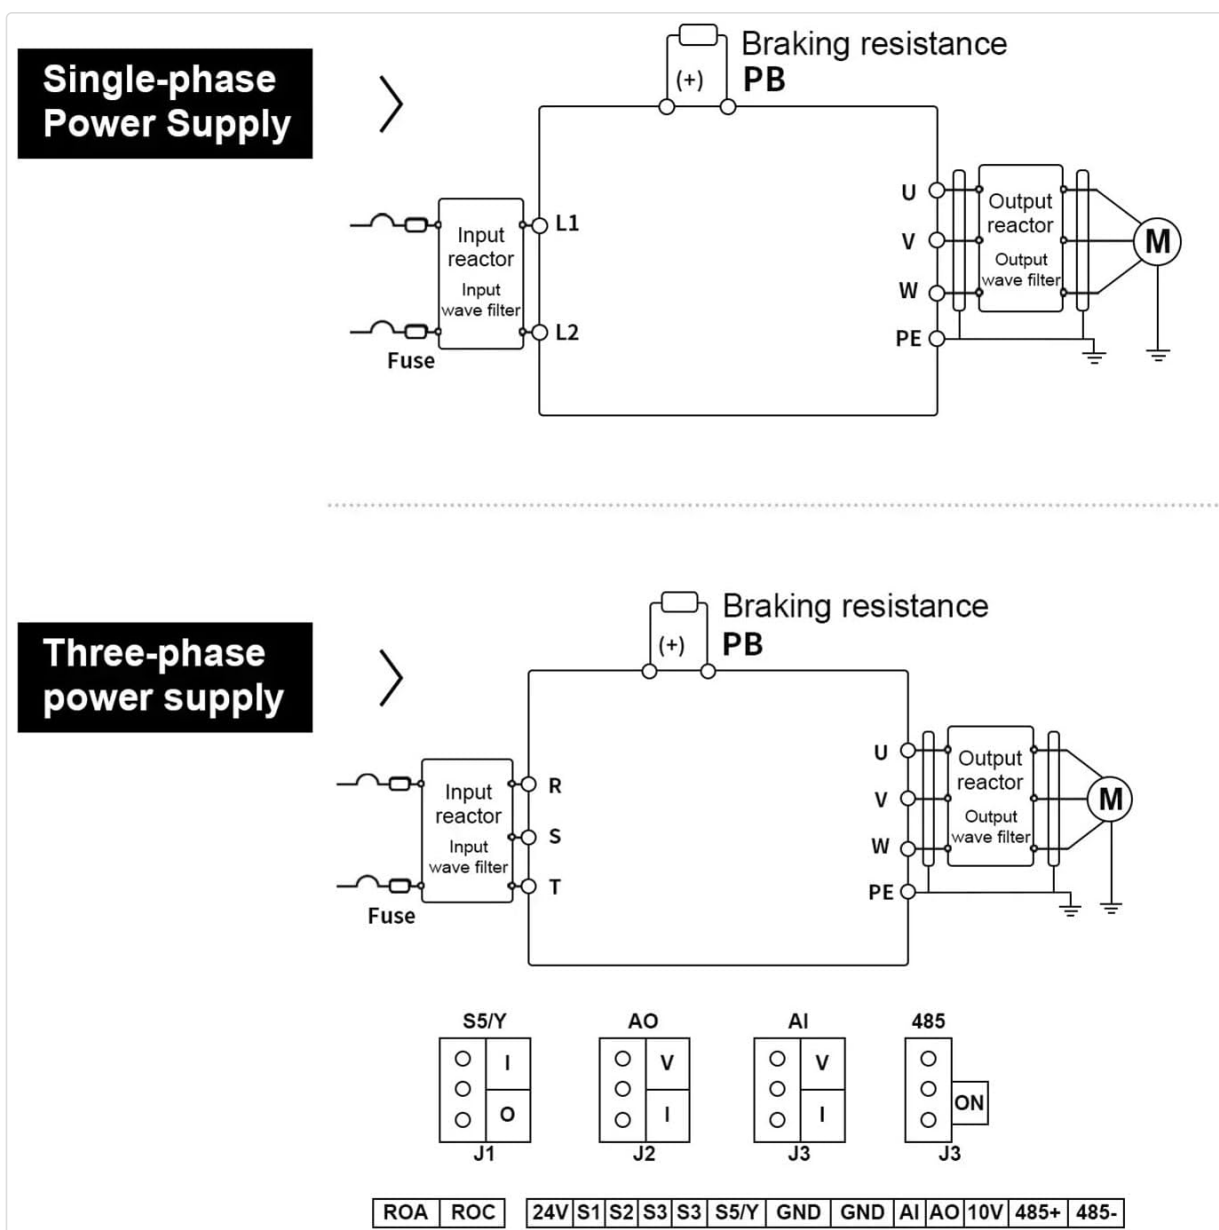 Single-phase
Power Supply
Braking resistance
(+)
PB
Input
reactor
Input
wave filter
L1
L2
Fuse
U
V
W
PE
Output
reactor
Output
wave filter
M
Three-phase
power supply
Braking resistance
(+)
PB
Input
reactor
Input
wave filter
R
S
T
Fuse
U
V
W
PE
Output
reactor
Output
wave filter
M
S5/Y
I
O
J1
AO
V
I
J2
AI
V
I
J3
485
ON
J3
ROA ROC 24V S1 S2 S3 S3 S5/Y GND GND AI AO 10V 485+ 485-